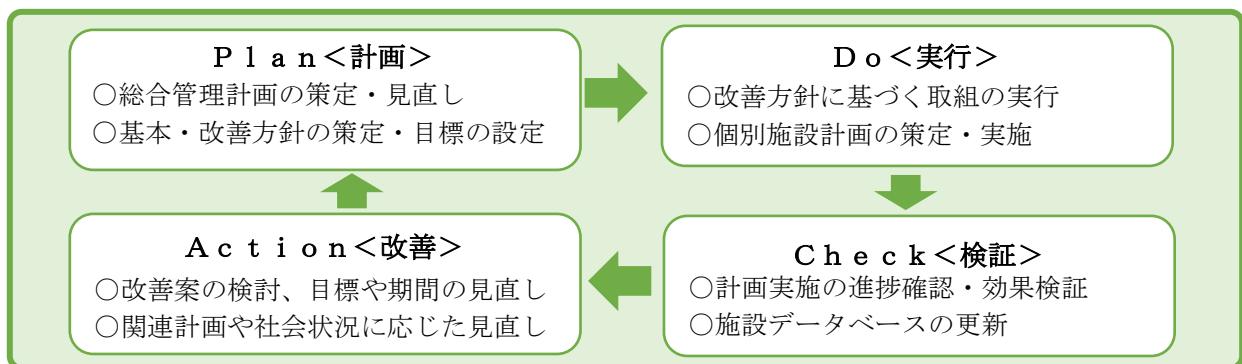 Ｐｌａｎ＜計画＞
○総合管理計画の策定・見直し
○基本・改善方針の策定・目標の設定
Ｄｏ＜実行＞
○改善方針に基づく取組の実行
○個別施設計画の策定・実施
Ｃｈｅｃｋ＜検証＞
○計画実施の進捗確認・効果検証
○施設データベースの更新
Ａｃｔｉｏｎ＜改善＞
○改善案の検討、目標や期間の見直し
○関連計画や社会状況に応じた見直し